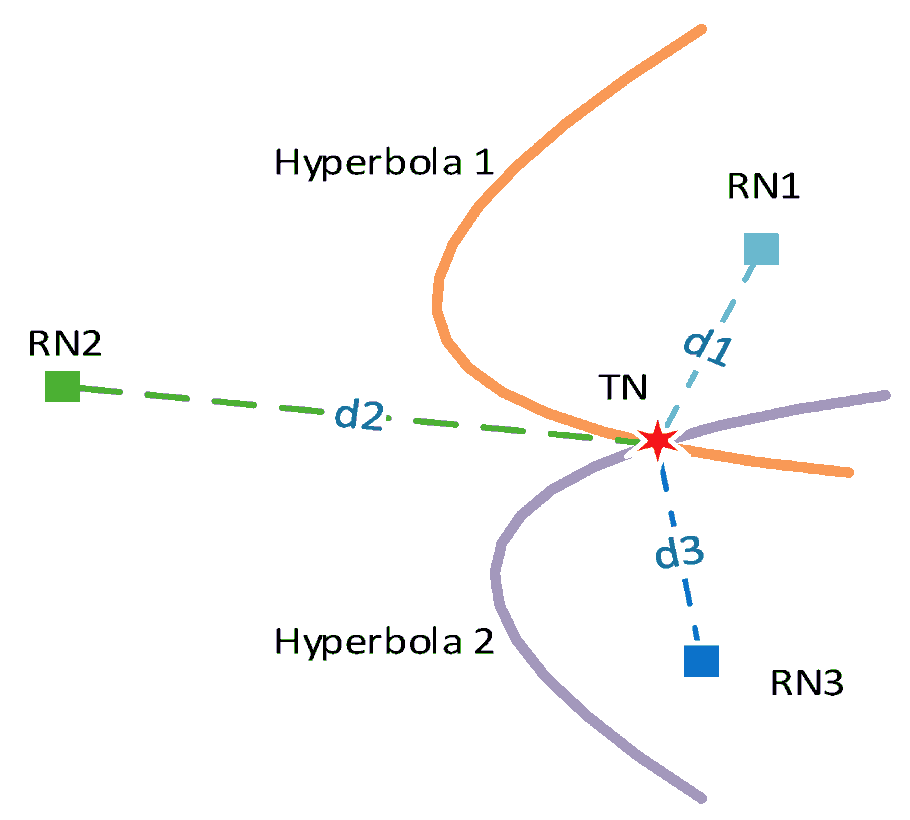 Hyperbola 1
RN1
RN2
d1
TN
d2
d3
Hyperbola 2
RN3